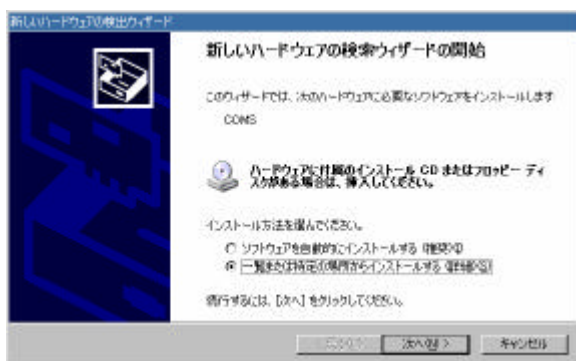 新しいハードウェアの検出ウィザード
新しいハードウェアの検索ウィザードの開始
このウィザードでは、次のハードウェアに必要なソフトウェアをインストールします
COMS
ハードウェアに付属のインストール CD またはフロッピー ディ
スクがある場合は、挿入してください。
インストール方法を選んでください。
ソフトウェアを自動的にインストールする (推奨)(I)
一覧または特定の場所からインストールする (詳細)(S)
続行するには、[次へ] をクリックしてください。
次へ(N) >
キャンセル